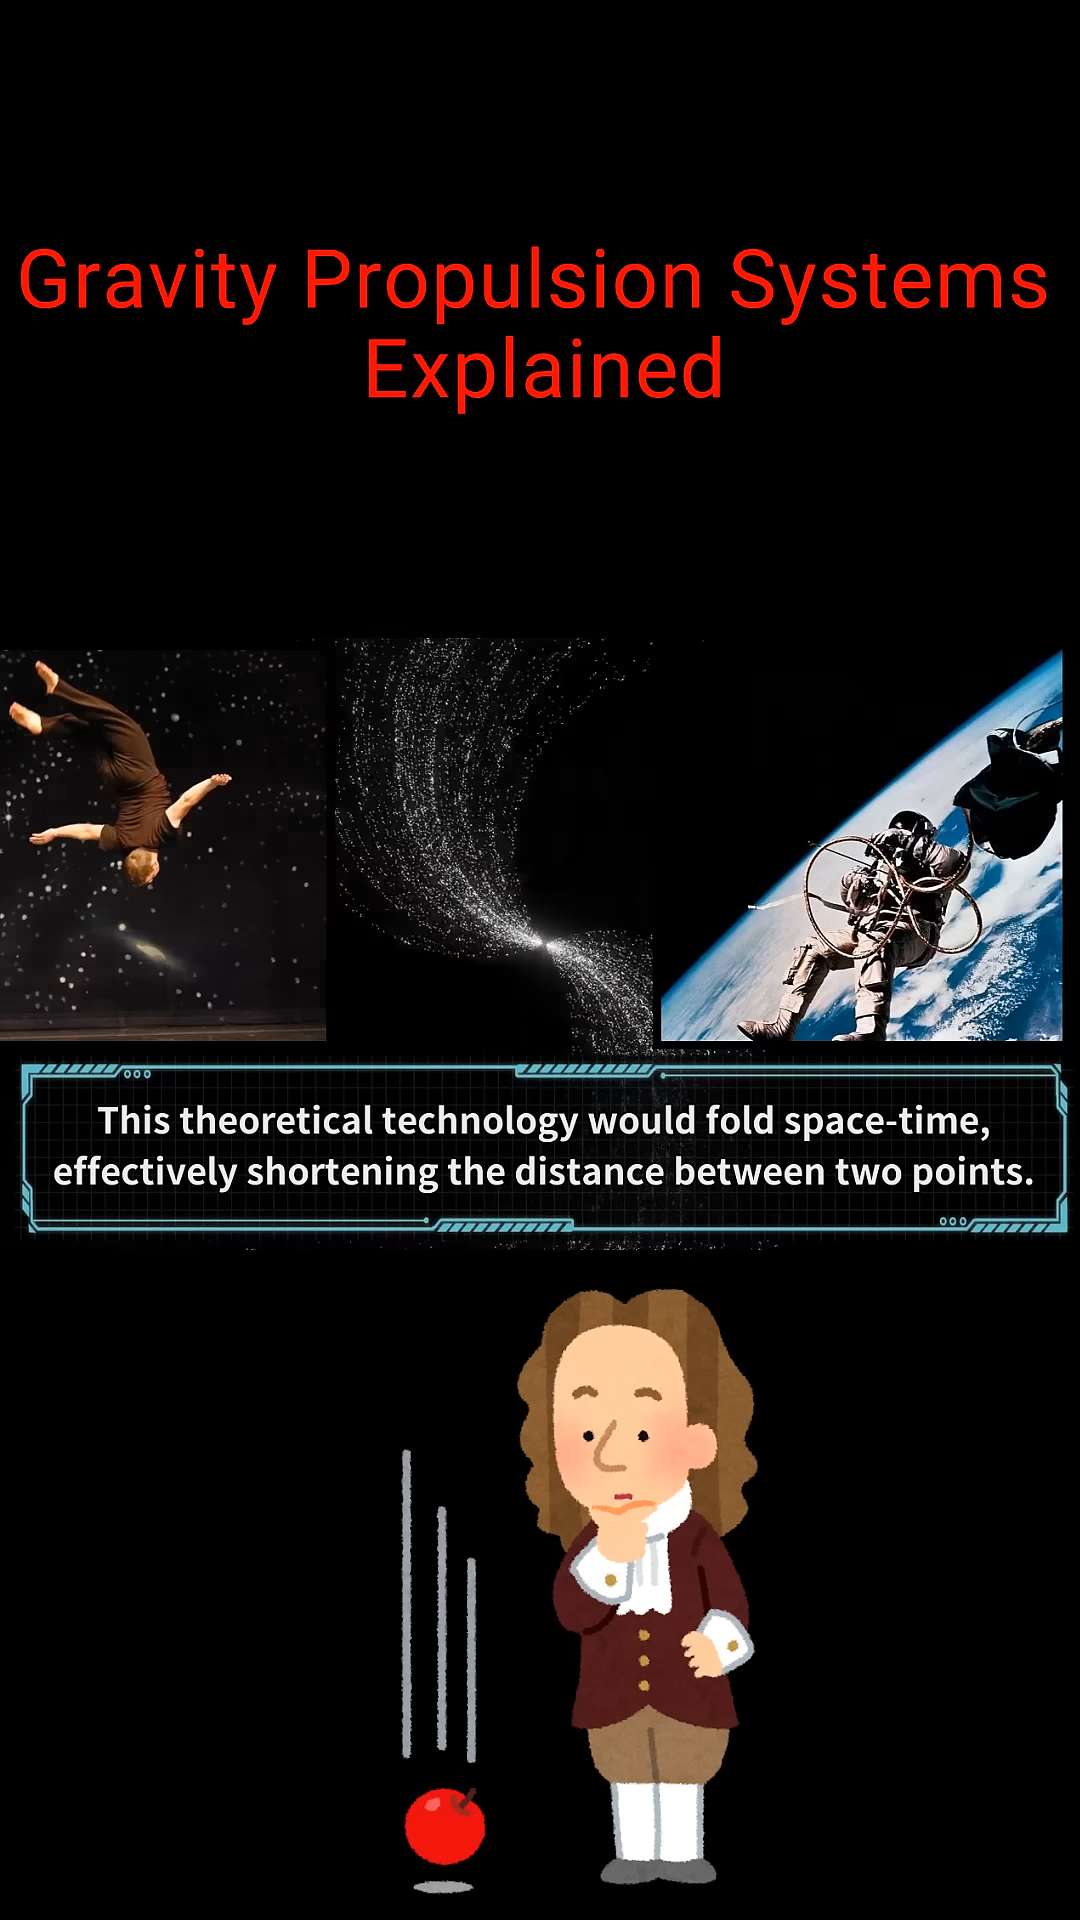 Gravity Propulsion Systems
Explained
This theoretical technology would fold space-time,
effectively shortening the distance between two points.